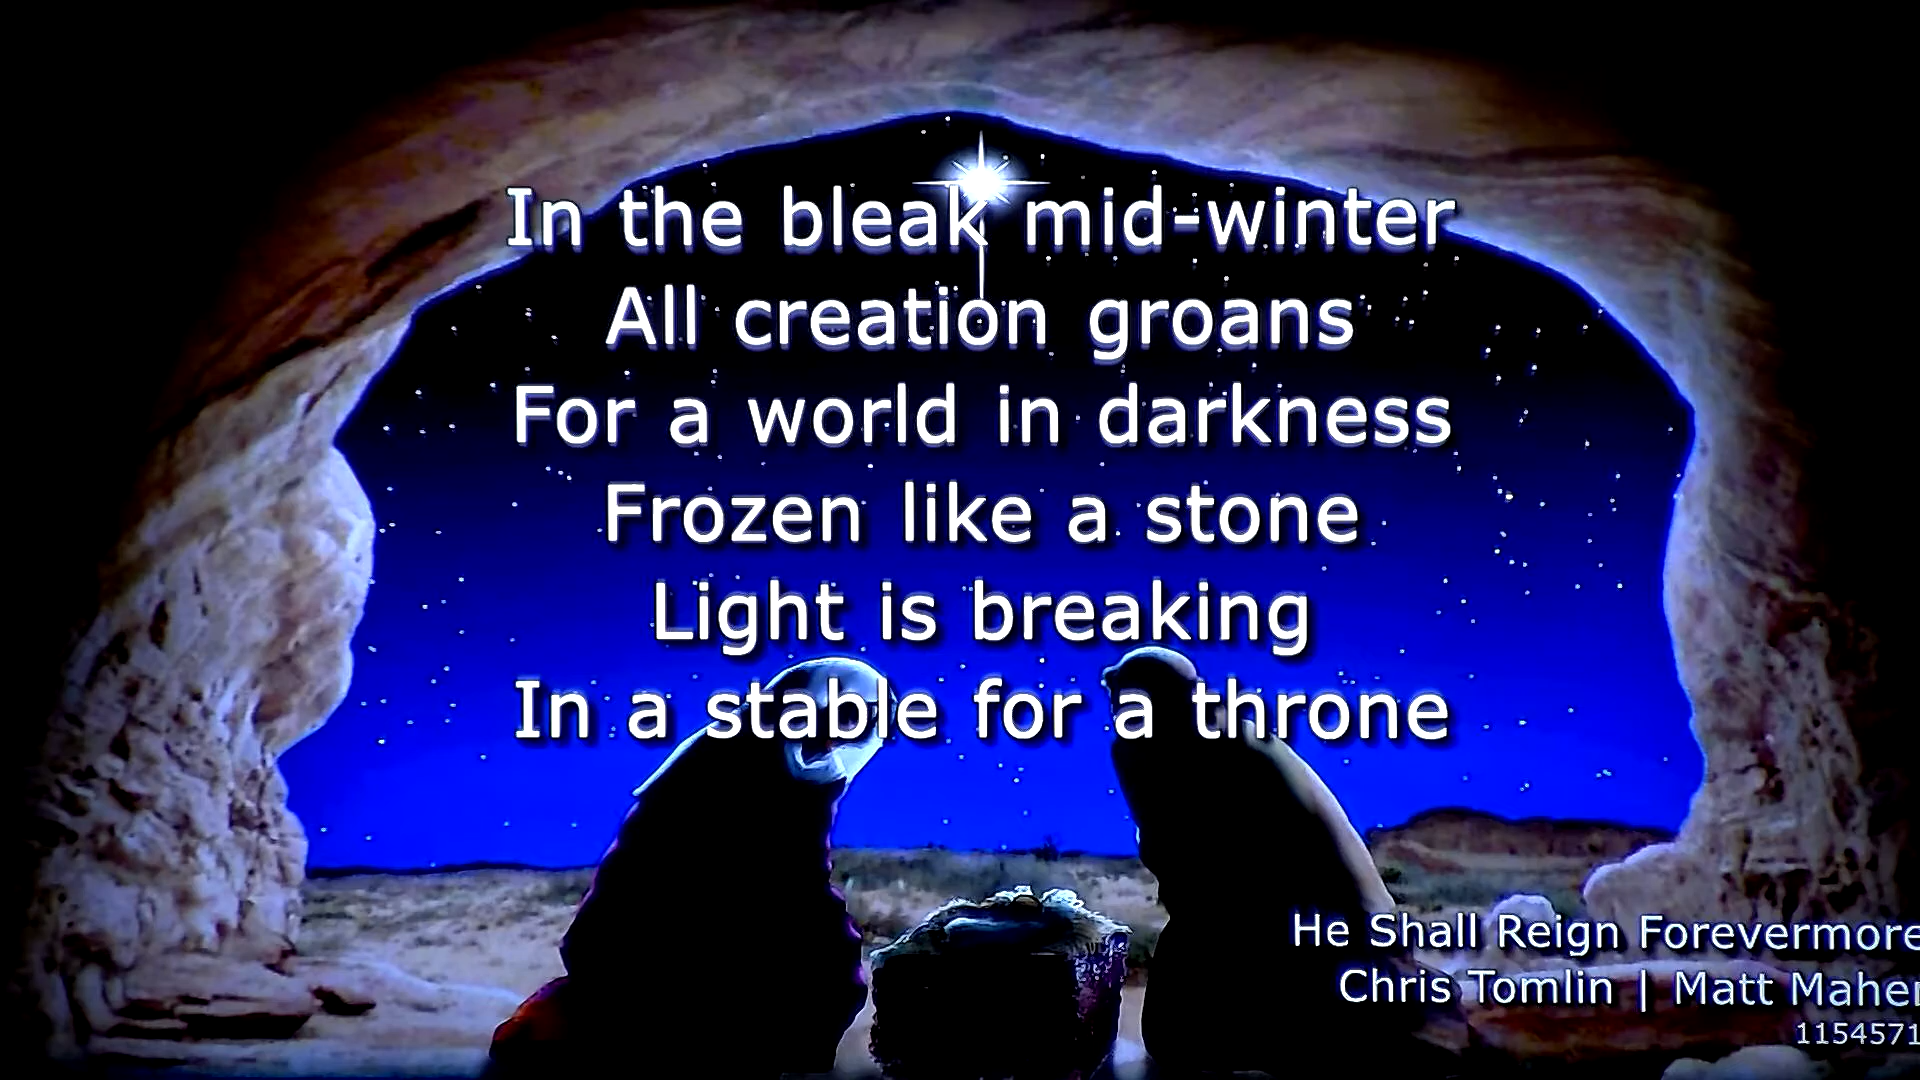 In the bleak mid-winter
All creation groans
For a world in darkness
Frozen like a stone
Light is breaking
In a stable for a throne
He Shall Reign Forevermore
Chris Tomlin | Matt Maher
1154571